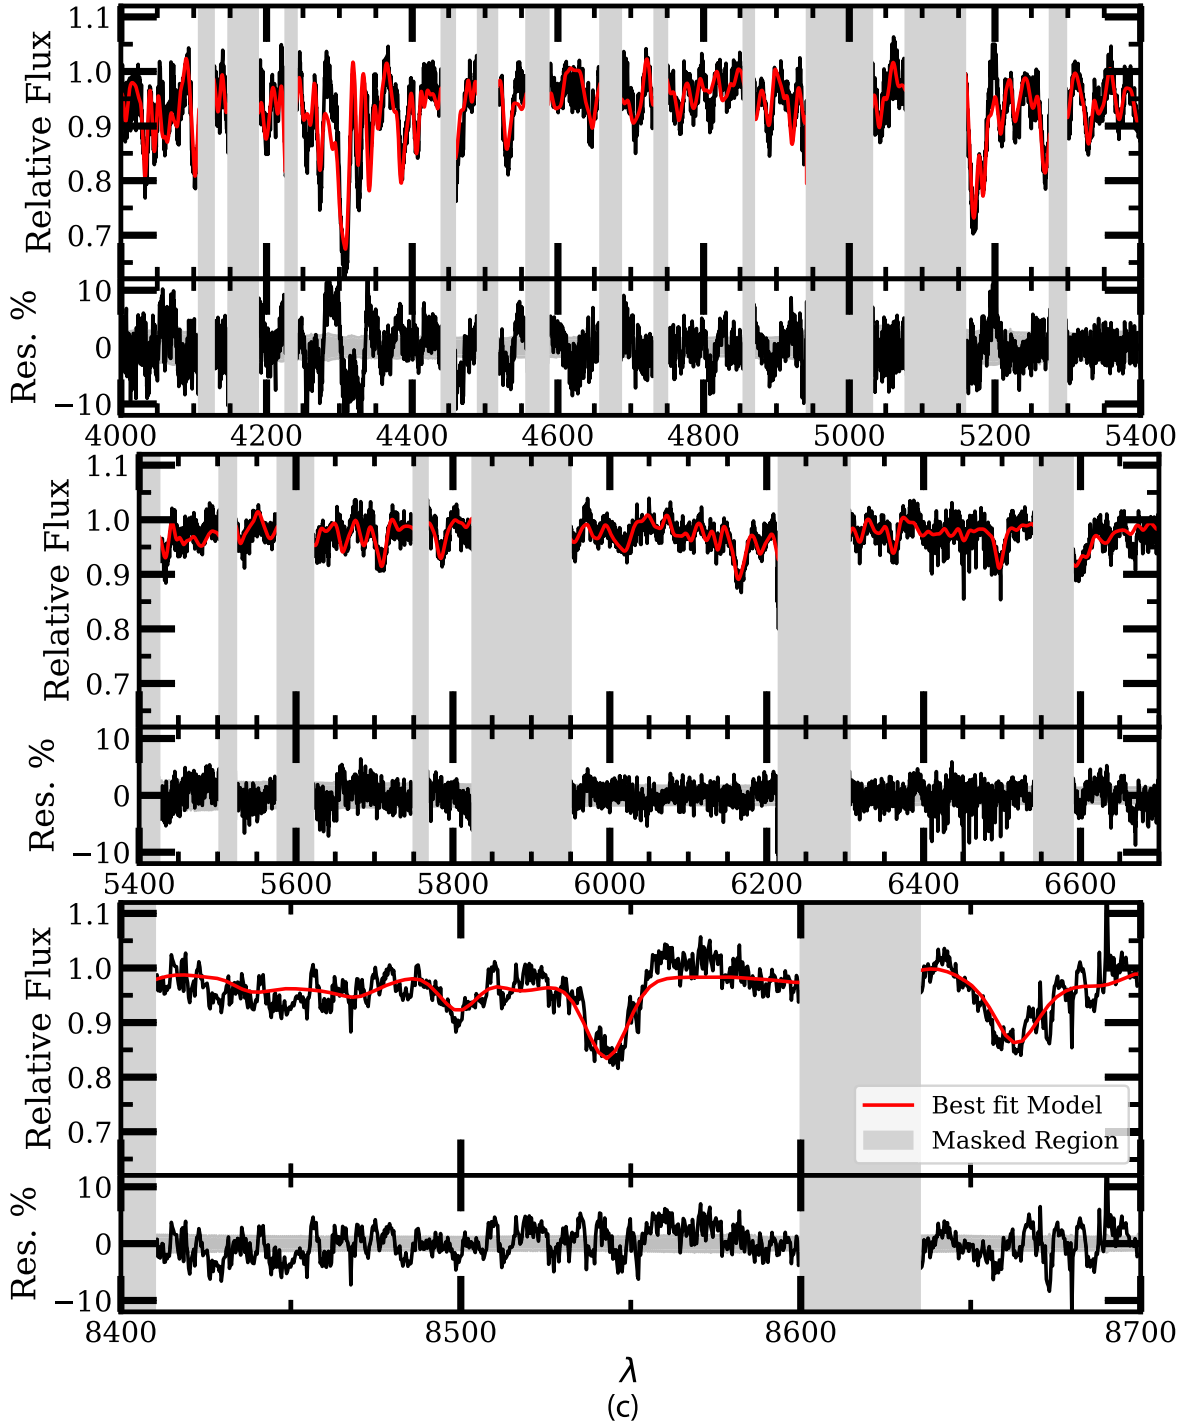 1.1
1.0
0.9
0.8
0.7
Relative Flux
10
0
−10
Res. %
4000 4200 4400 4600 4800 5000 5200 5400
1.1
1.0
0.9
0.8
0.7
Relative Flux
10
0
−10
Res. %
5400 5600 5800 6000 6200 6400 6600
1.1
1.0
0.9
0.8
0.7
Relative Flux
Best fit Model
Masked Region
10
0
−10
Res. %
8400 8500 8600 8700
λ
(c)